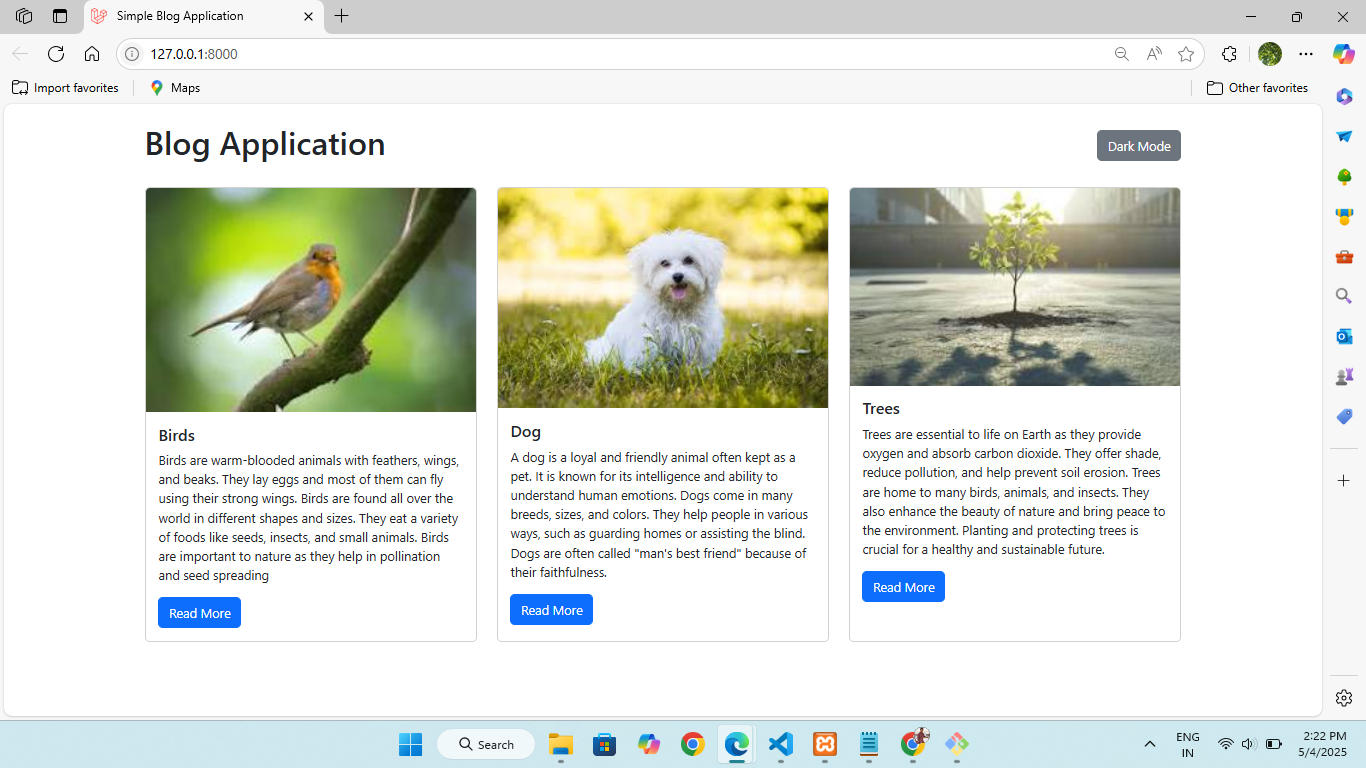 Simple Blog Application
127.0.0.1:8000
Import favorites
Maps
Other favorites
Blog Application
Dark Mode
Birds
Birds are warm-blooded animals with feathers, wings,
and beaks. They lay eggs and most of them can fly
using their strong wings. Birds are found all over the
world in different shapes and sizes. They eat a variety
of foods like seeds, insects, and small animals. Birds
are important to nature as they help in pollination
and seed spreading
Read More
Dog
A dog is a loyal and friendly animal often kept as a
pet. It is known for its intelligence and ability to
understand human emotions. Dogs come in many
breeds, sizes, and colors. They help people in various
ways, such as guarding homes or assisting the blind.
Dogs are often called "man's best friend" because of
their faithfulness.
Read More
Trees
Trees are essential to life on Earth as they provide
oxygen and absorb carbon dioxide. They offer shade,
reduce pollution, and help prevent soil erosion. Trees
are home to many birds, animals, and insects. They
also enhance the beauty of nature and bring peace to
the environment. Planting and protecting trees is
crucial for a healthy and sustainable future.
Read More
Search
ENG
IN
2:22 PM
5/4/2025